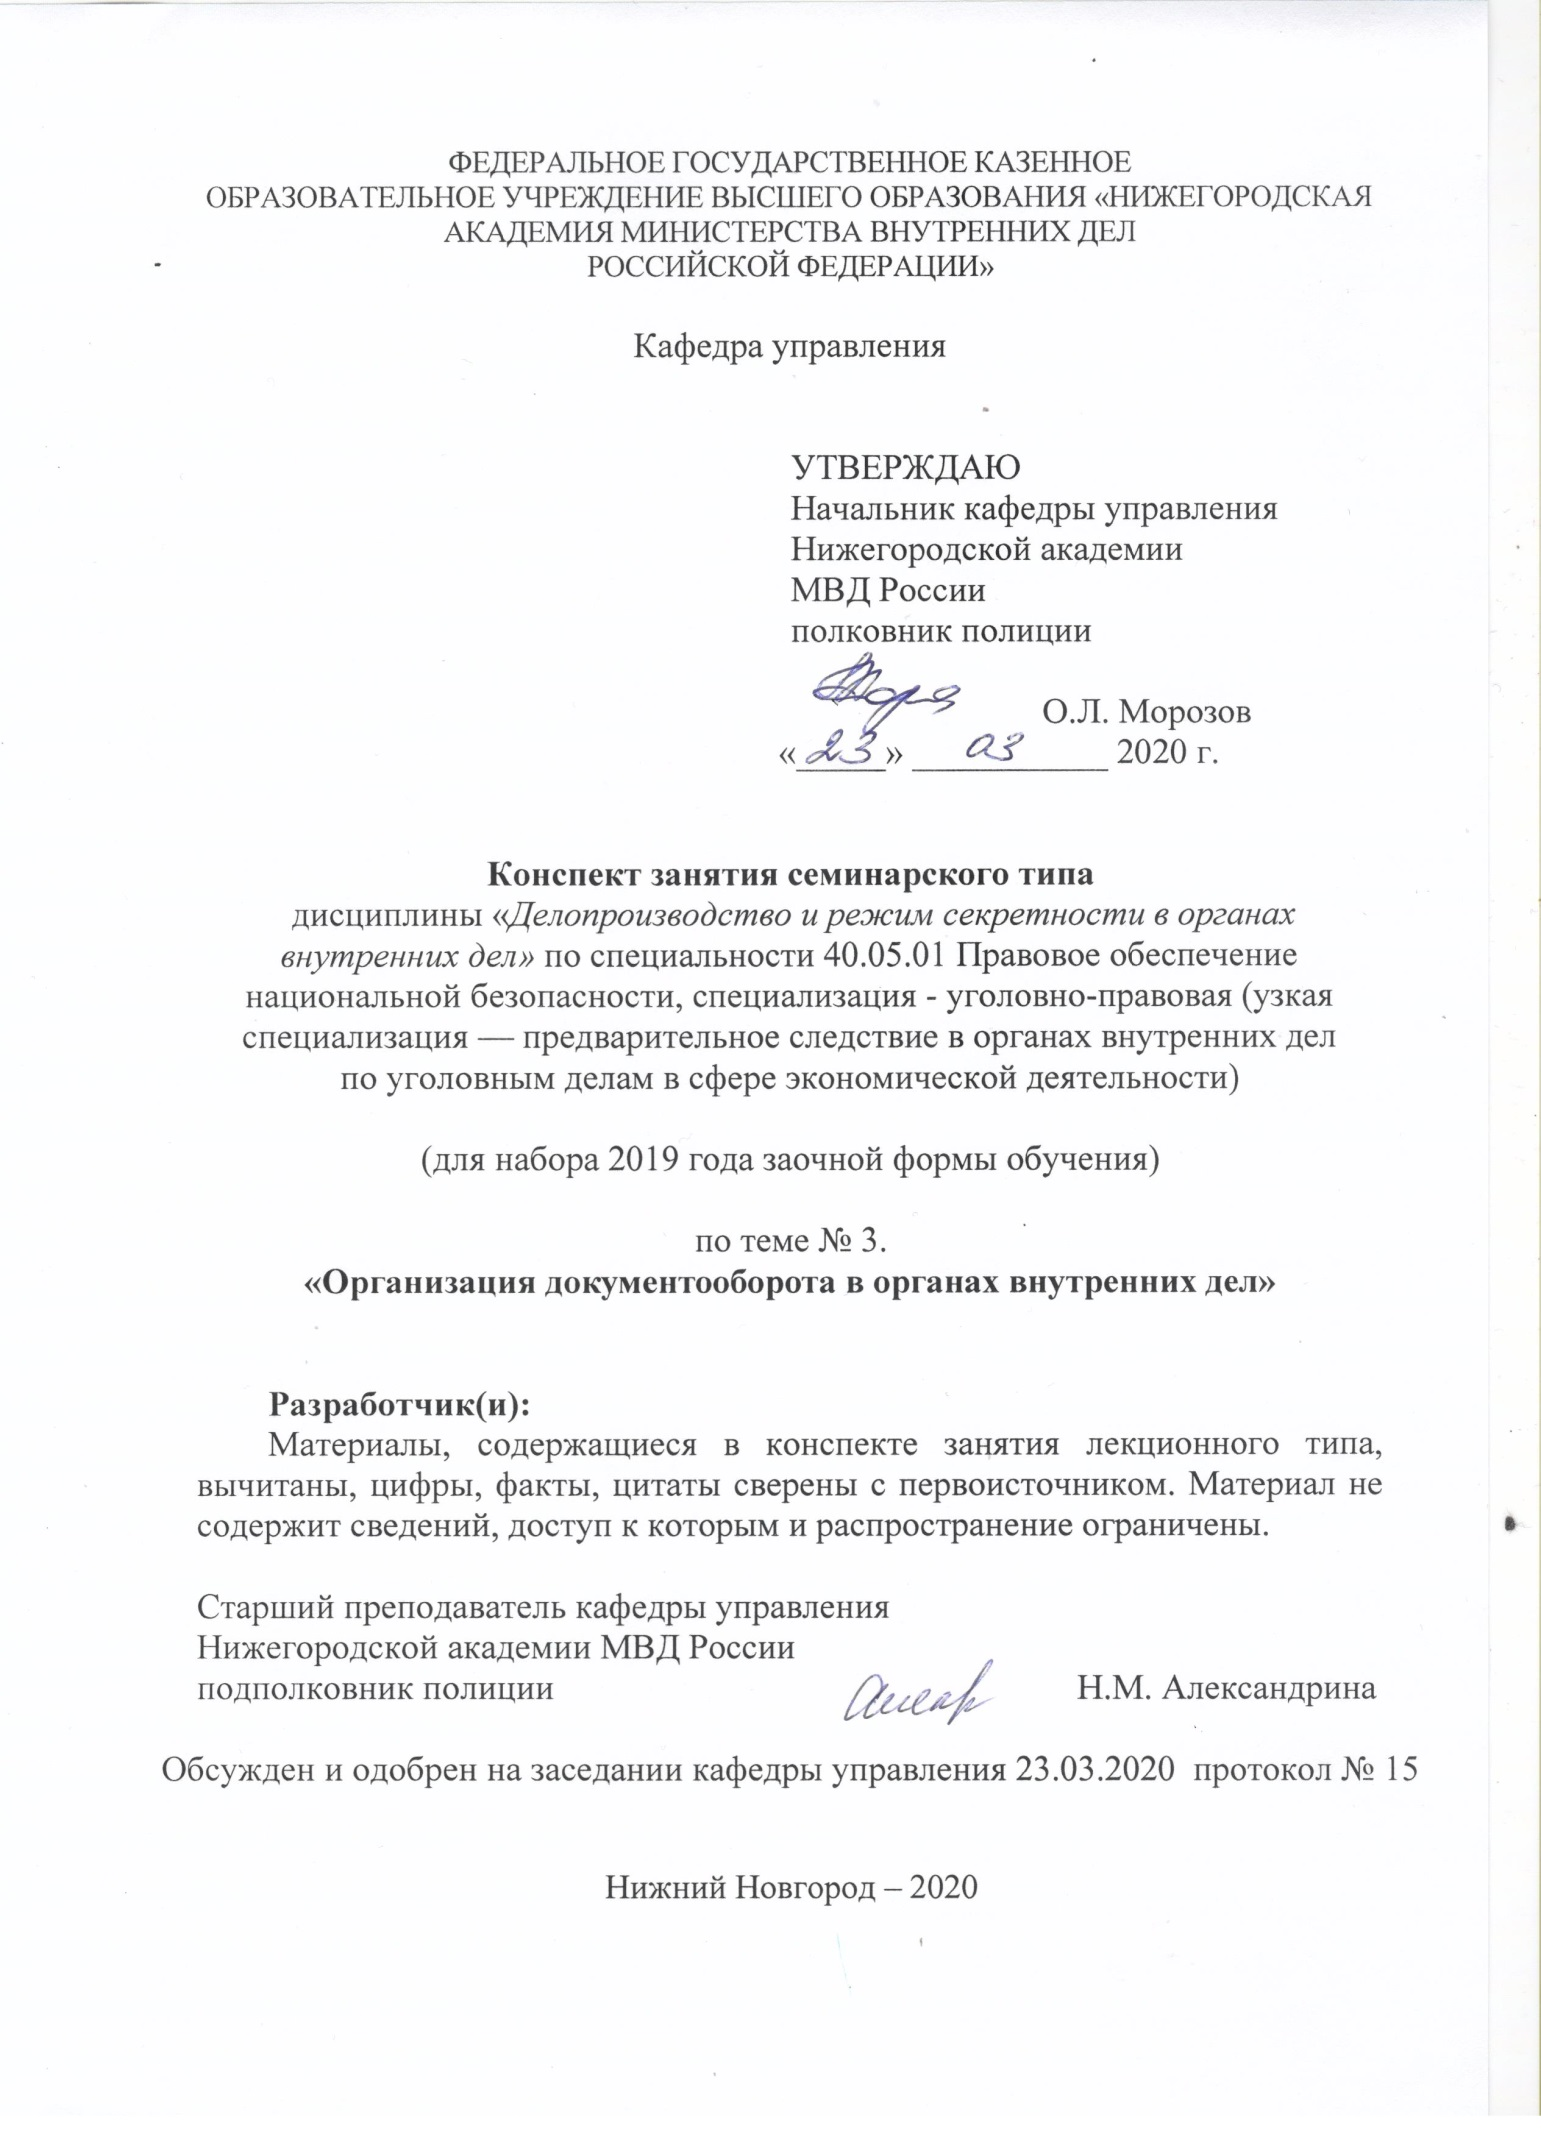 ФЕДЕРАЛЬНОЕ ГОСУДАРСТВЕННОЕ КАЗЕННОЕ
ОБРАЗОВАТЕЛЬНОЕ УЧРЕЖДЕНИЕ ВЫСШЕГО ОБРАЗОВАНИЯ «НИЖЕГОРОДСКАЯ
АКАДЕМИЯ МИНИСТЕРСТВА ВНУТРЕННИХ ДЕЛ
РОССИЙСКОЙ ФЕДЕРАЦИИ»
Кафедра управления
УТВЕРЖДАЮ
Начальник кафедры управления
Нижегородской академии
МВД России
полковник полиции
О.Л. Морозов
«23» 03 2020 г.
Конспект занятия семинарского типа
дисциплины «Делопроизводство и режим секретности в органах
внутренних дел» по специальности 40.05.01 Правовое обеспечение
национальной безопасности, специализация - уголовно-правовая (узкая
специализация — предварительное следствие в органах внутренних дел
по уголовным делам в сфере экономической деятельности)
(для набора 2019 года заочной формы обучения)
по теме № 3.
«Организация документооборота в органах внутренних дел»
Разработчик(и):
Материалы, содержащиеся в конспекте занятия лекционного типа,
вычитаны, цифры, факты, цитаты сверены с первоисточником. Материал не
содержит сведений, доступ к которым и распространение ограничены.
Старший преподаватель кафедры управления
Нижегородской академии МВД России
подполковник полиции Н.М. Александрина
Обсужден и одобрен на заседании кафедры управления 23.03.2020 протокол № 15
Нижний Новгород – 2020